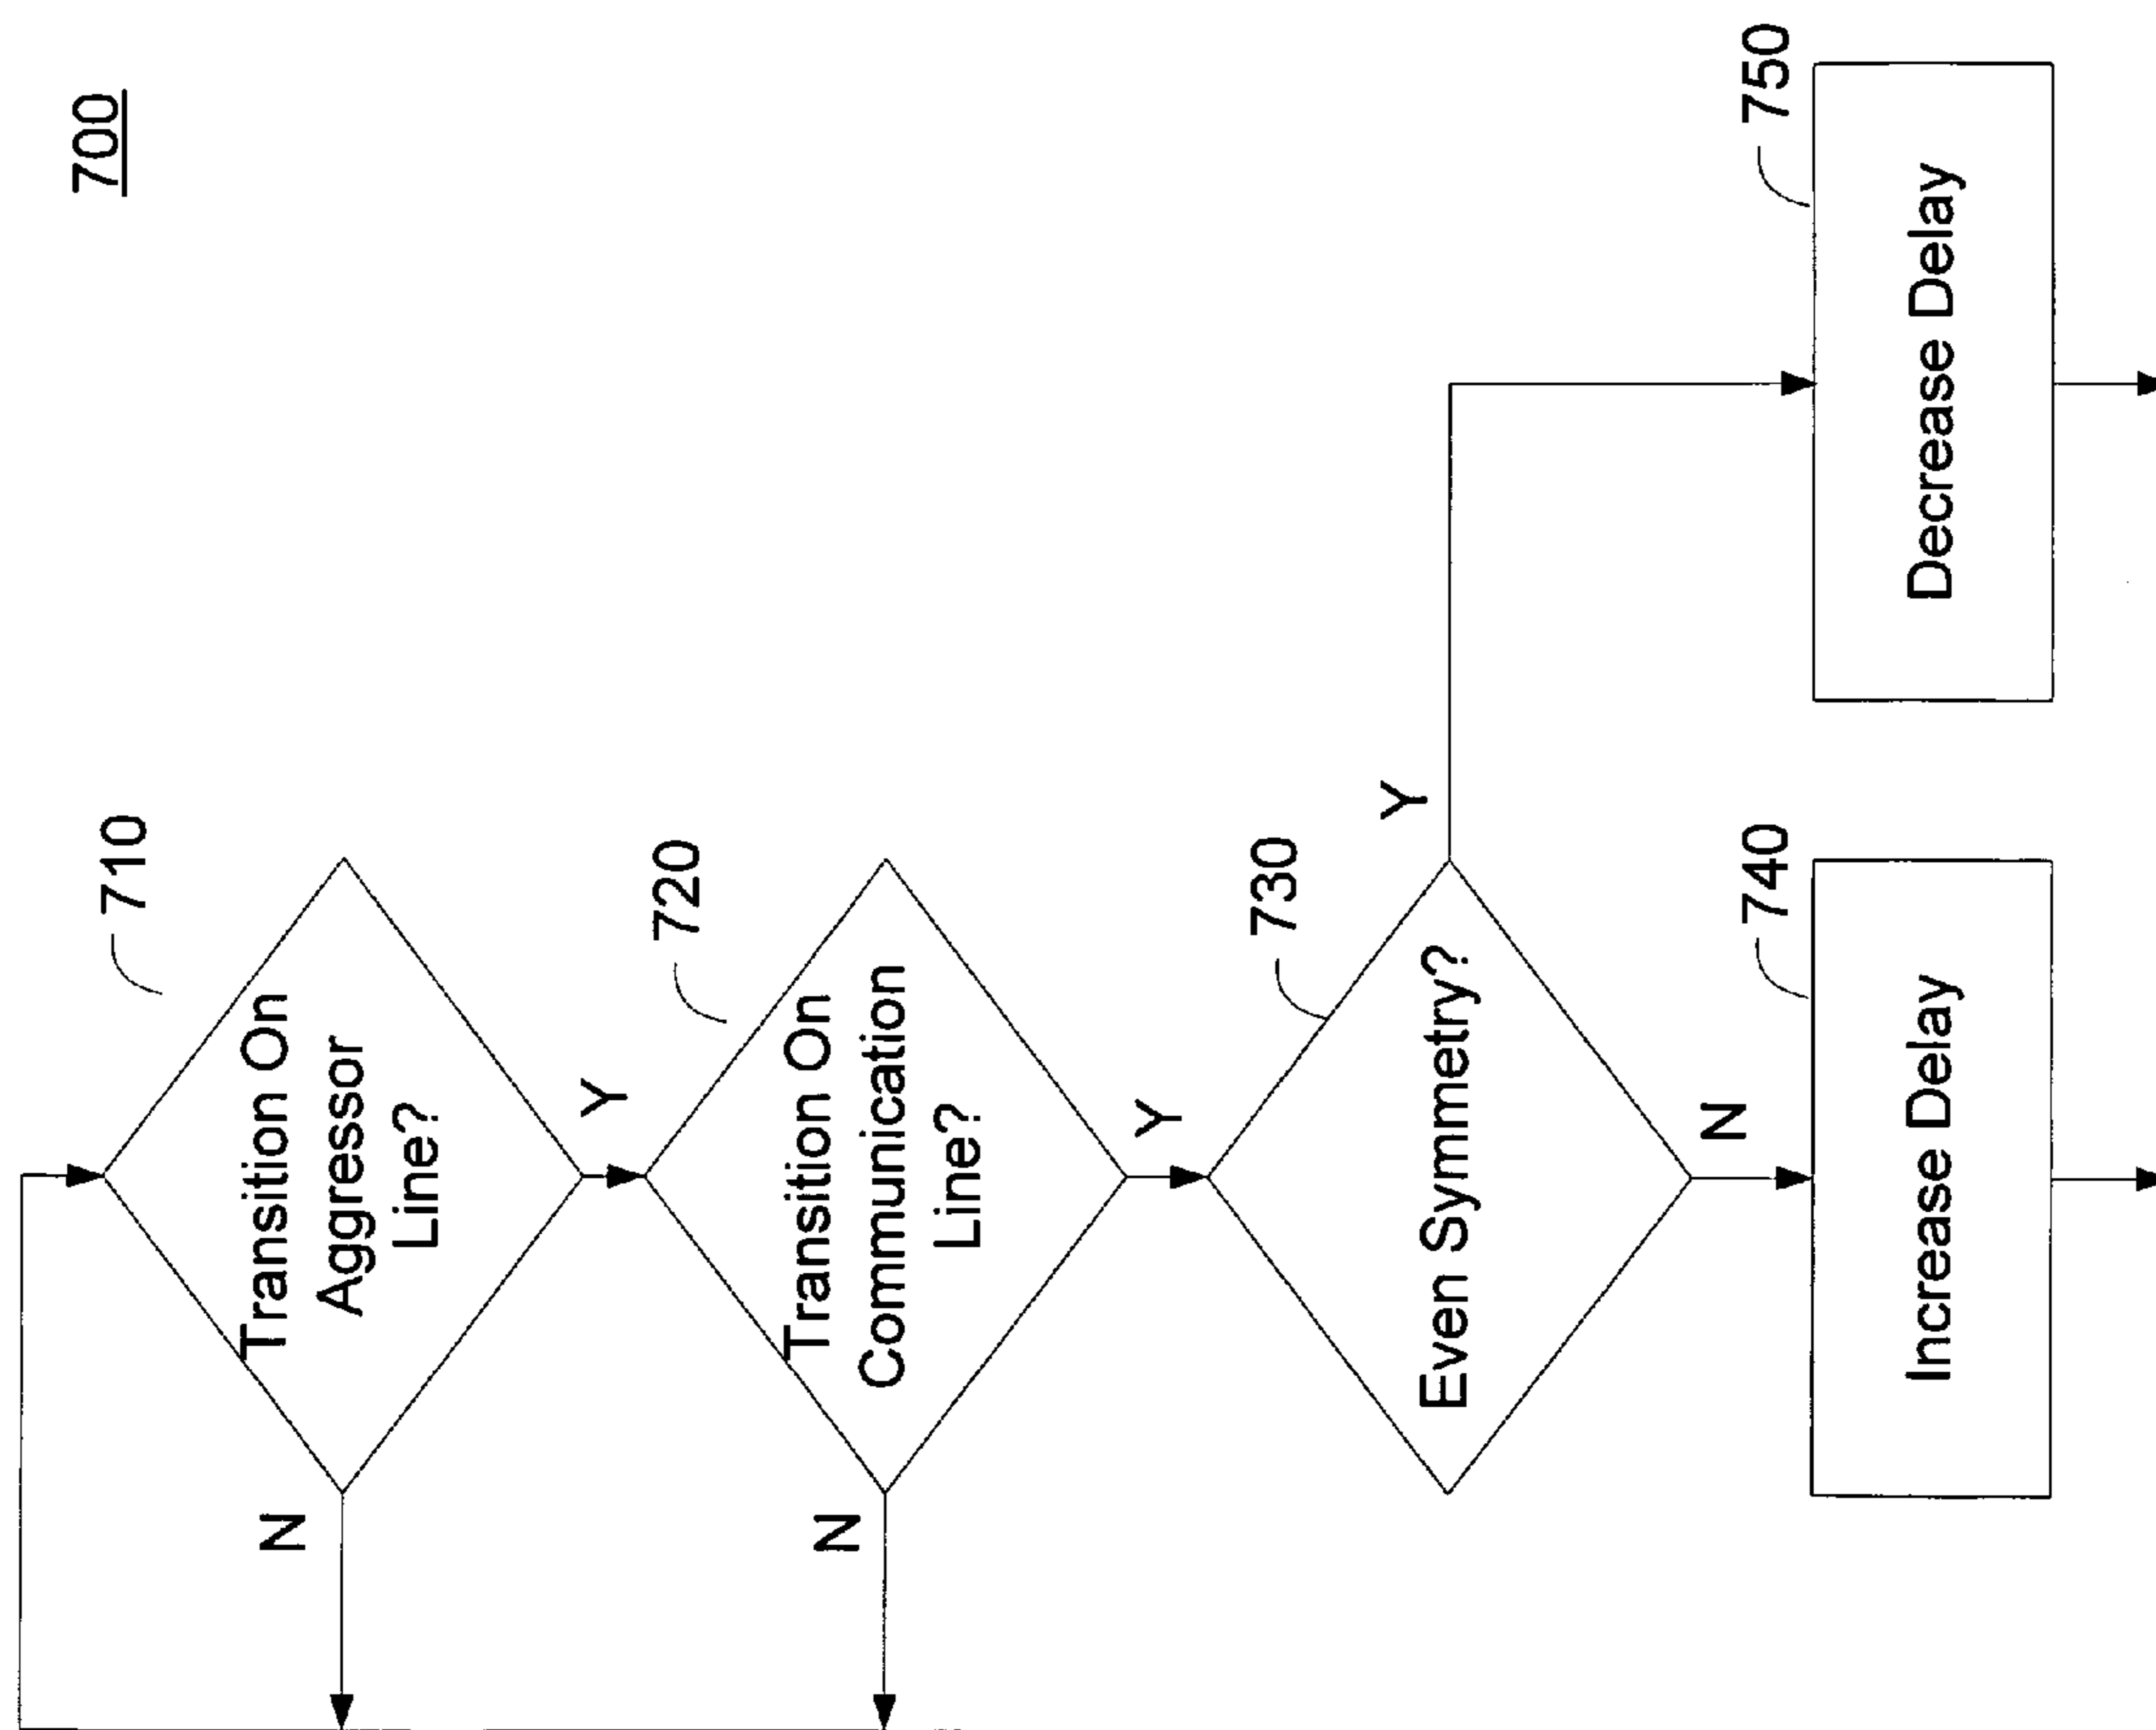 700
710
Transition On
Aggressor
Line?
N
Y
720
Transition On
Communication
Line?
N
Y
730
Even Symmetry?
Y
N
740
Increase Delay
750
Decrease Delay